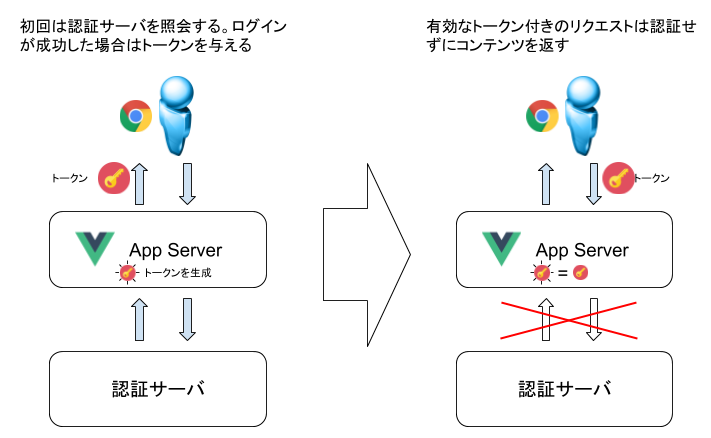 初回は認証サーバを照会する。ログイン
が成功した場合はトークンを与える
トークン
App Server
トークンを生成
認証サーバ
有効なトークン付きのリクエストは認証せ
ずにコンテンツを返す
トークン
App Server
=
認証サーバ